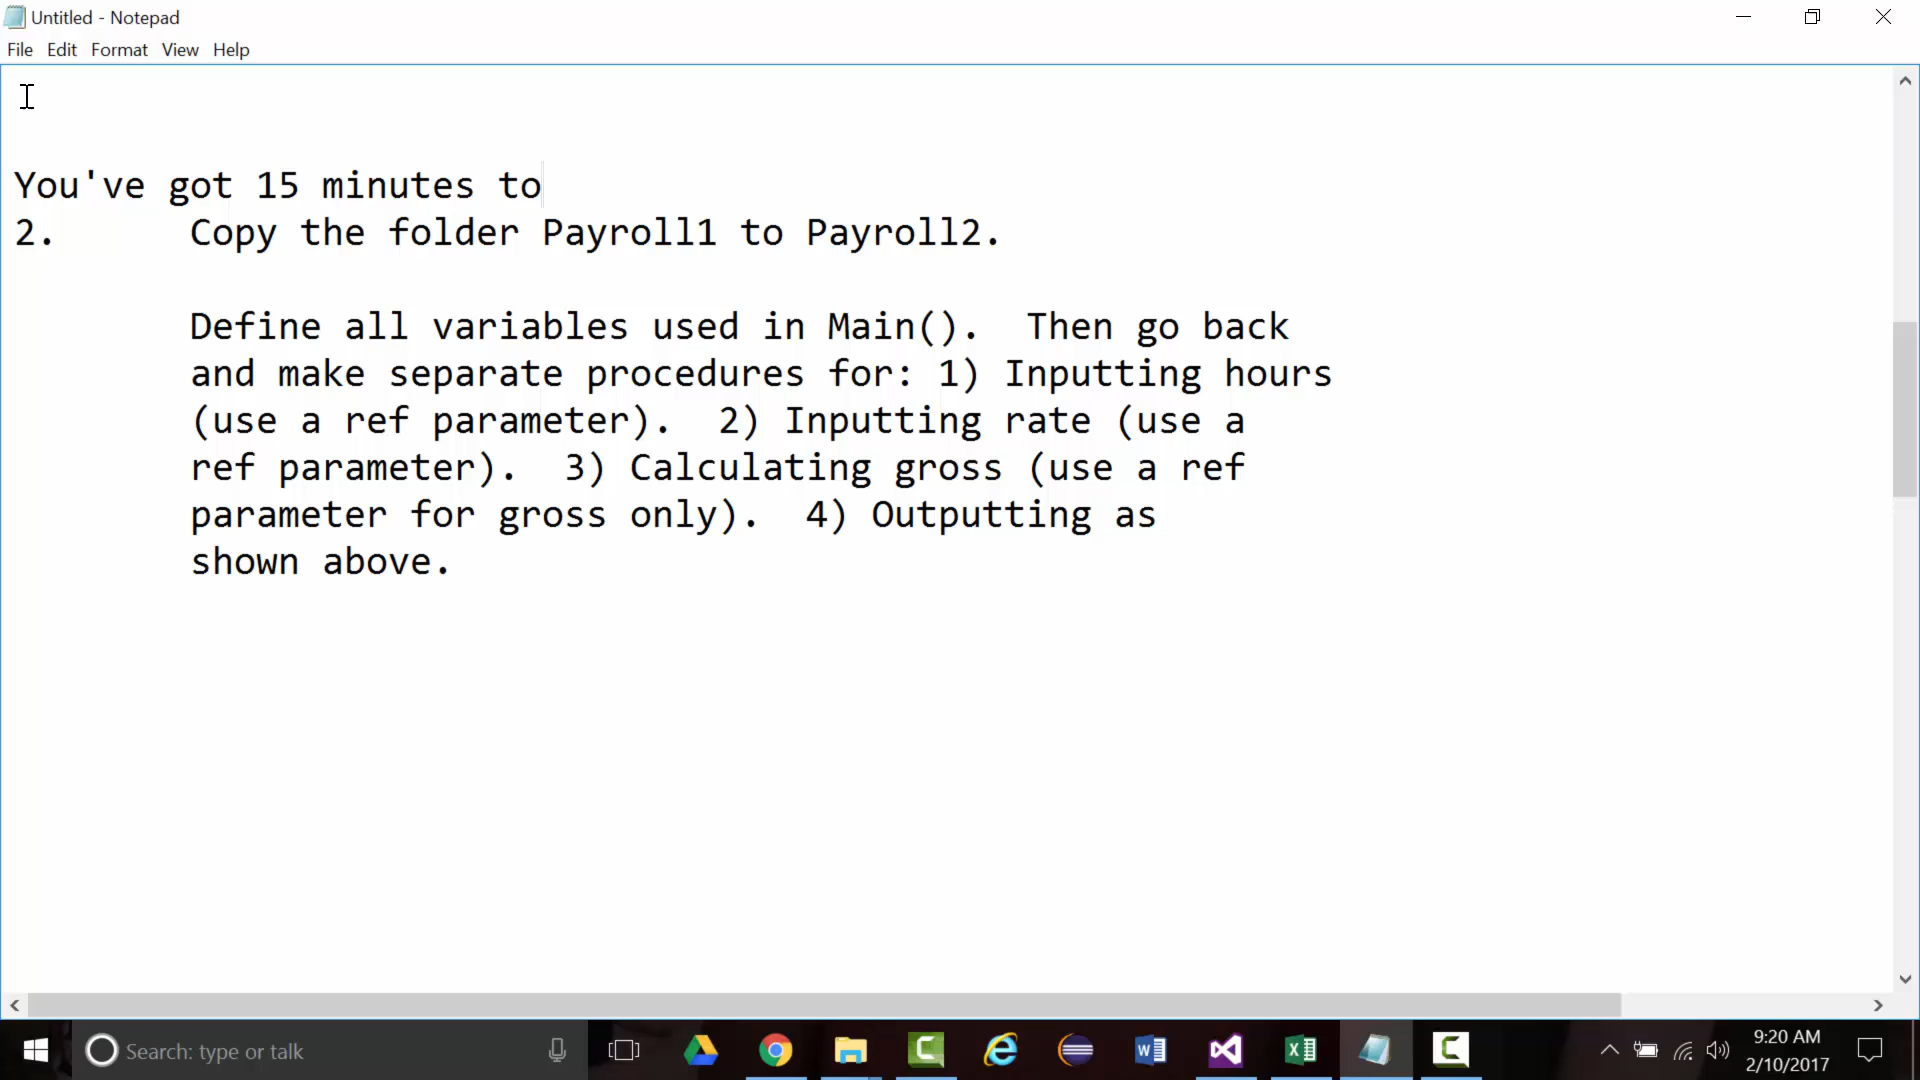 Untitled - Notepad
File Edit Format View Help
You've got 15 minutes to
2. Copy the folder Payroll1 to Payroll2.
Define all variables used in Main(). Then go back
and make separate procedures for: 1) Inputting hours
(use a ref parameter). 2) Inputting rate (use a
ref parameter). 3) Calculating gross (use a ref
parameter for gross only). 4) Outputting as
shown above.
Search: type or talk
9:20 AM
2/10/2017